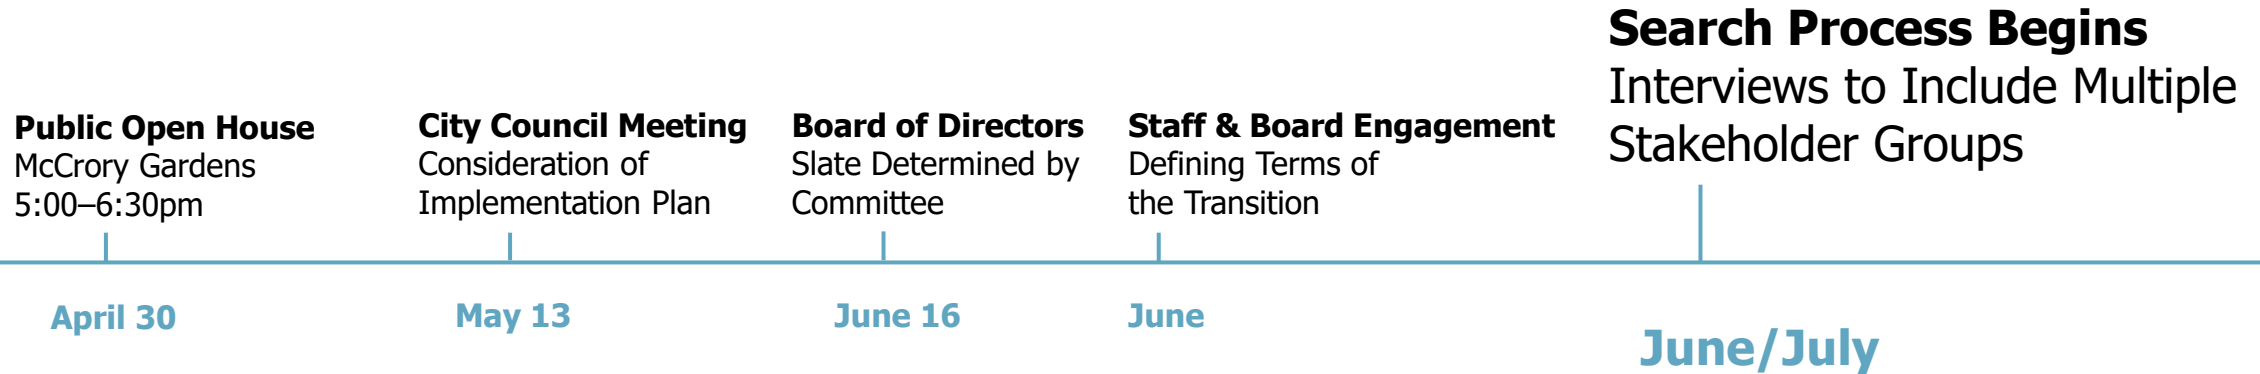 Public Open House
McCrory Gardens
5:00–6:30pm
April 30
City Council Meeting
Consideration of
Implementation Plan
May 13
Board of Directors
Slate Determined by
Committee
June 16
Staff & Board Engagement
Defining Terms of
the Transition
June
Search Process Begins
Interviews to Include Multiple
Stakeholder Groups
June/July